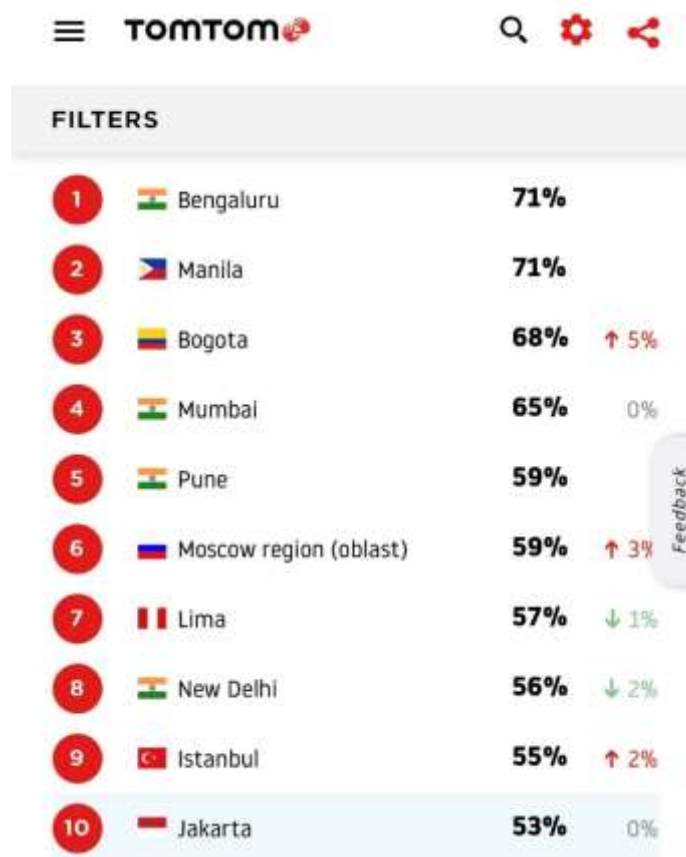 TOMTOM
FILTERS
1 Bengaluru 71%
2 Manila 71%
3 Bogota 68% ↑ 5%
4 Mumbai 65% 0%
5 Pune 59%
6 Moscow region (oblast) 59% ↑ 3%
7 Lima 57% ↓ 1%
8 New Delhi 56% ↓ 2%
9 Istanbul 55% ↑ 2%
10 Jakarta 53% 0%
Feedback